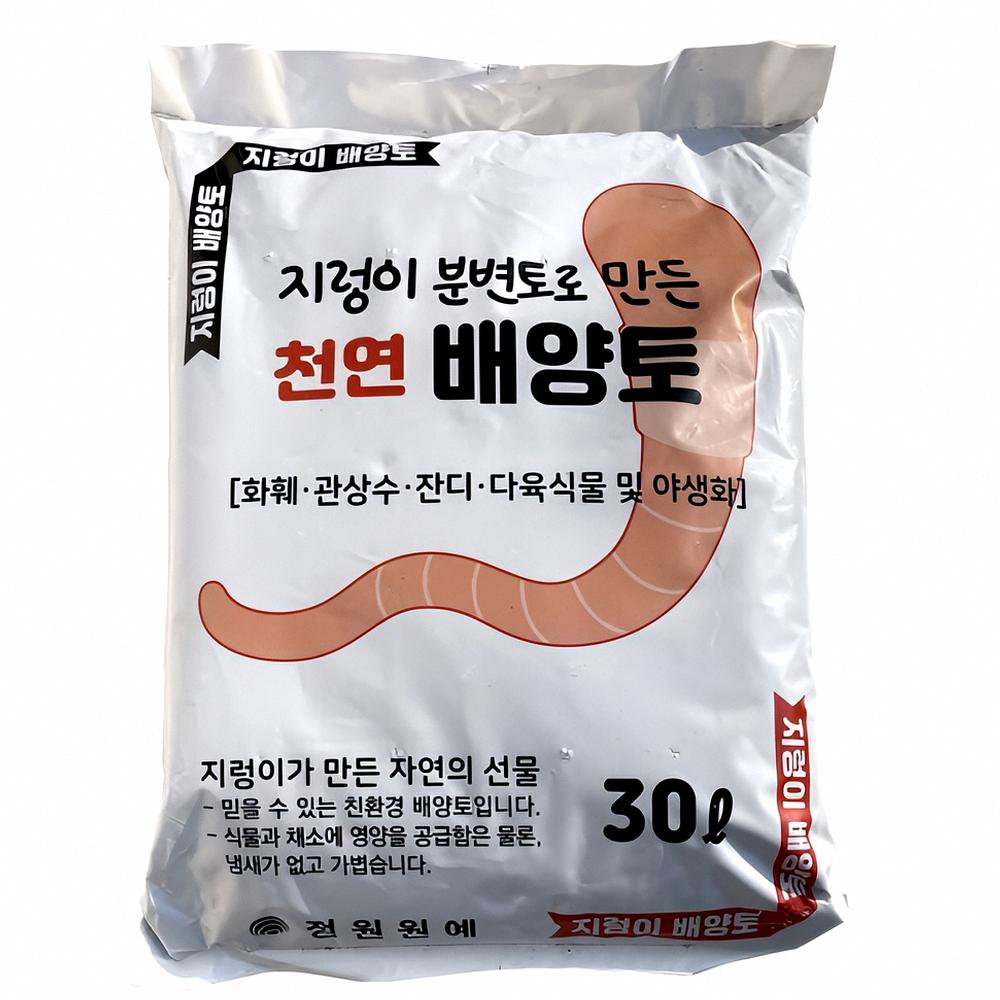 지렁이 배양토
지렁이 배양토
지렁이 분변토로 만든
천연 배양토
[화훼·관상수·잔디·다육식물 및 야생화]
지렁이가 만든 자연의 선물
- 믿을 수 있는 친환경 배양토입니다.
- 식물과 채소에 영양을 공급함은 물론,
냄새가 없고 가볍습니다.
30ℓ
지렁이 배양토
지렁이 배양토
정원원예